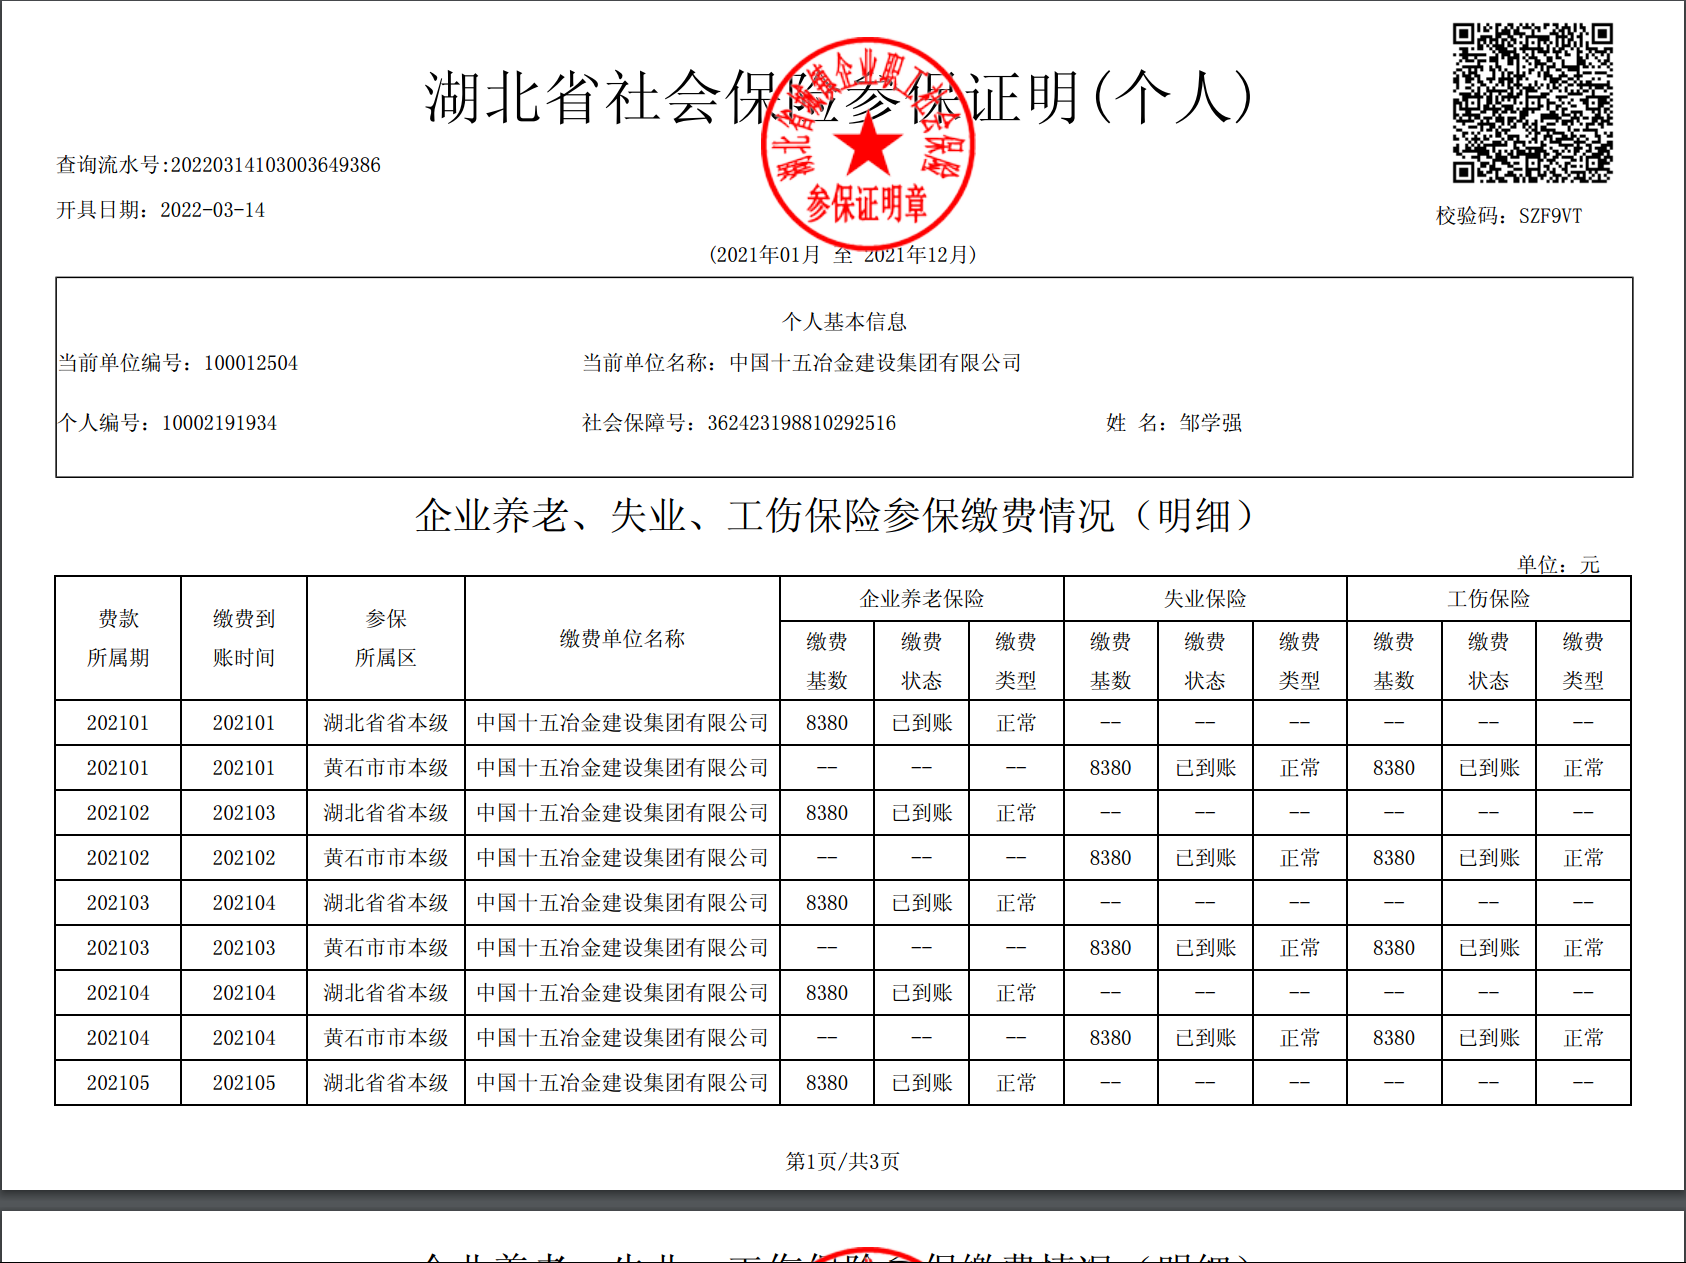 湖北省社会保险参保证明(个人)
湖北省城镇企业职工社会保险
参保证明章
查询流水号:20220314103003649386
开具日期：2022-03-14
校验码：SZF9VT
(2021年01月 至 2021年12月)
个人基本信息
当前单位编号：100012504 当前单位名称：中国十五冶金建设集团有限公司
个人编号：10002191934 社会保障号：362423198810292516 姓 名：邹学强
企业养老、失业、工伤保险参保缴费情况（明细）
单位：元
费款所属期 缴费到账时间 参保所属区 缴费单位名称 企业养老保险 失业保险 工伤保险
缴费基数 缴费状态 缴费类型 缴费基数 缴费状态 缴费类型 缴费基数 缴费状态 缴费类型
202101 202101 湖北省省本级 中国十五冶金建设集团有限公司 8380 已到账 正常 -- -- -- -- -- --
202101 202101 黄石市市本级 中国十五冶金建设集团有限公司 -- -- -- 8380 已到账 正常 8380 已到账 正常
202102 202103 湖北省省本级 中国十五冶金建设集团有限公司 8380 已到账 正常 -- -- -- -- -- --
202102 202102 黄石市市本级 中国十五冶金建设集团有限公司 -- -- -- 8380 已到账 正常 8380 已到账 正常
202103 202104 湖北省省本级 中国十五冶金建设集团有限公司 8380 已到账 正常 -- -- -- -- -- --
202103 202103 黄石市市本级 中国十五冶金建设集团有限公司 -- -- -- 8380 已到账 正常 8380 已到账 正常
202104 202104 湖北省省本级 中国十五冶金建设集团有限公司 8380 已到账 正常 -- -- -- -- -- --
202104 202104 黄石市市本级 中国十五冶金建设集团有限公司 -- -- -- 8380 已到账 正常 8380 已到账 正常
202105 202105 湖北省省本级 中国十五冶金建设集团有限公司 8380 已到账 正常 -- -- -- -- -- --
第1页/共3页
企业养老、失业、工伤保险参保缴费情况（明细）